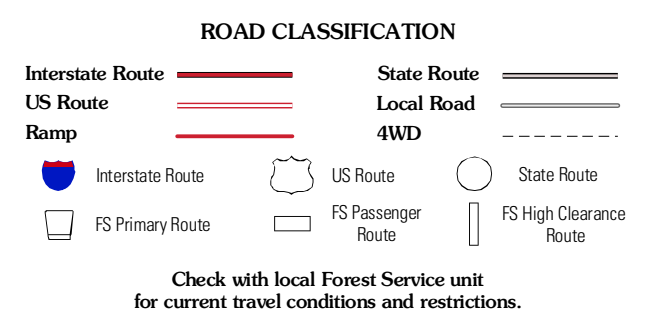 ROAD CLASSIFICATION
Interstate Route
State Route
US Route
Local Road
Ramp
4WD
Interstate Route
US Route
State Route
FS Primary Route
FS Passenger
Route
FS High Clearance
Route
Check with local Forest Service unit
for current travel conditions and restrictions.